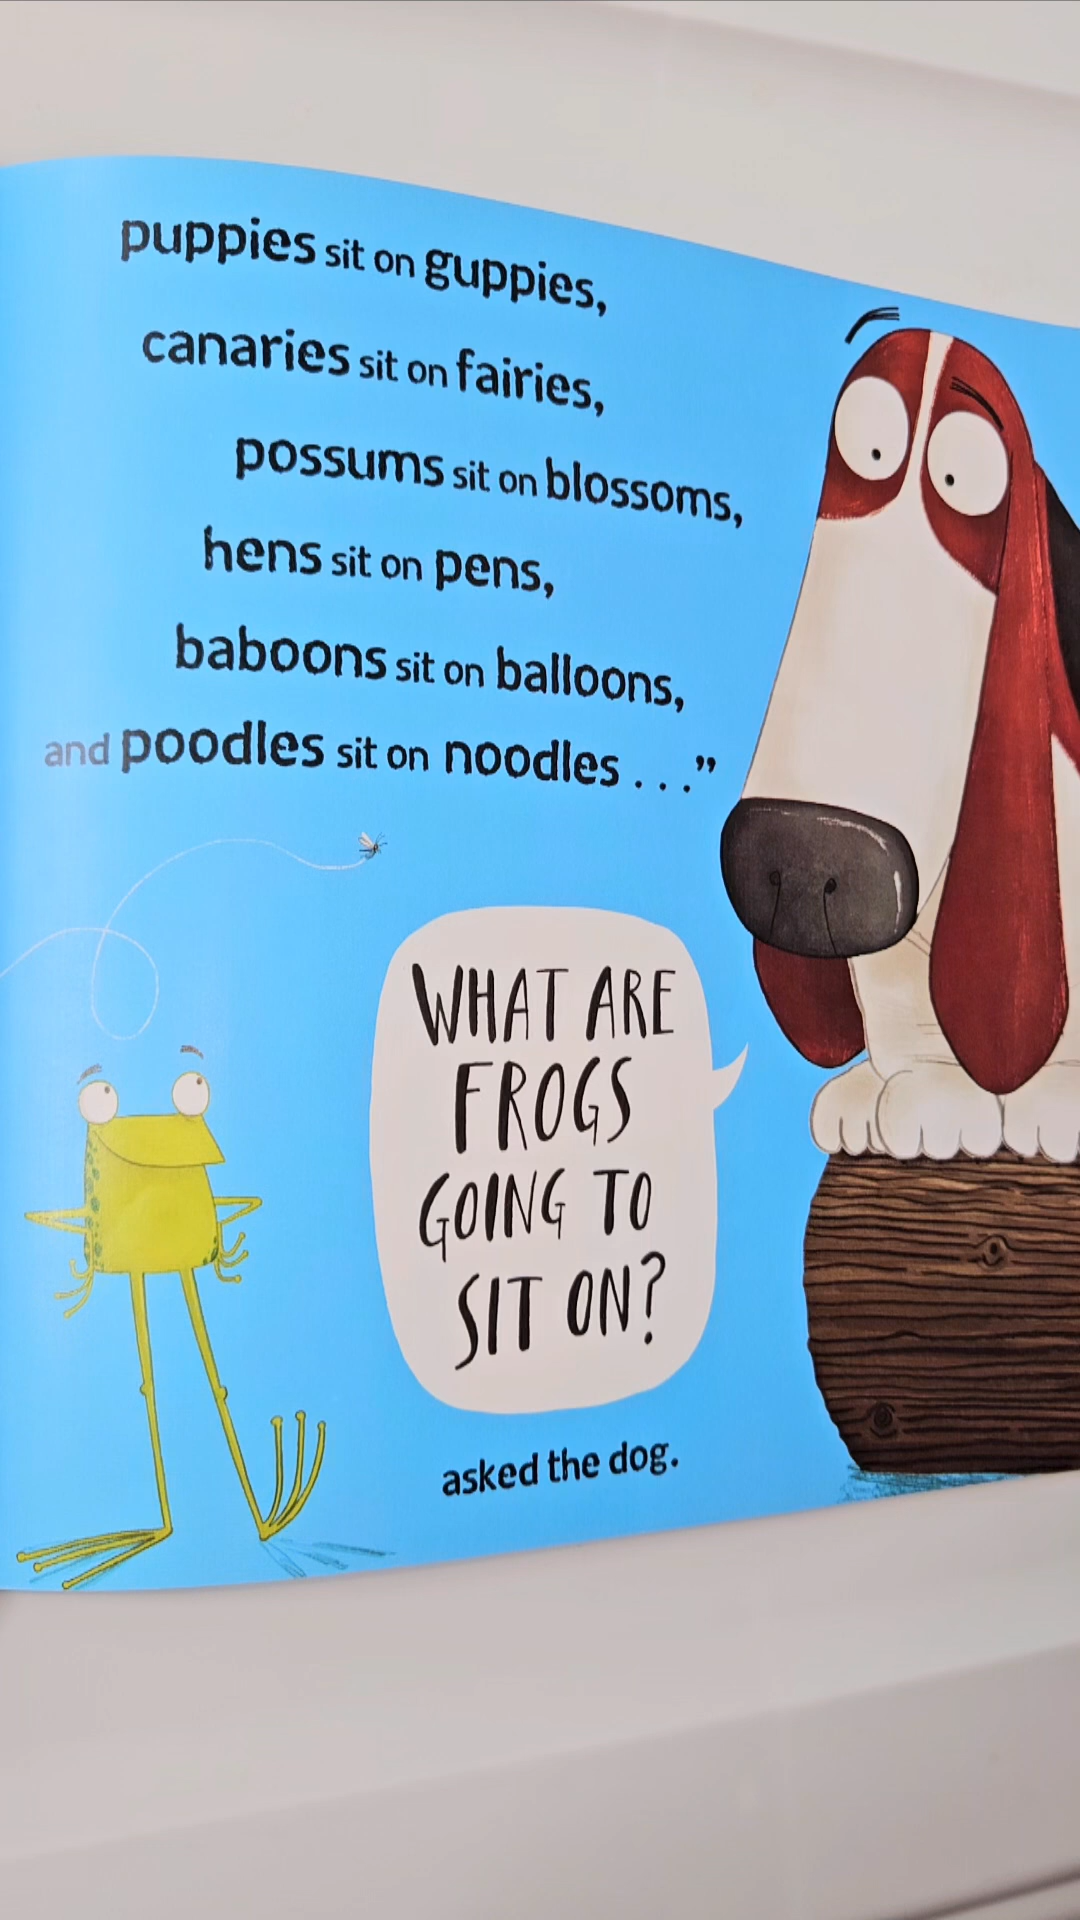 puppies sit on guppies,
canaries sit on fairies,
possums sit on blossoms,
hens sit on pens,
baboons sit on balloons,
and poodles sit on noodles . . .”
WHAT ARE
FROGS
GOING TO
SIT ON?
asked the dog.